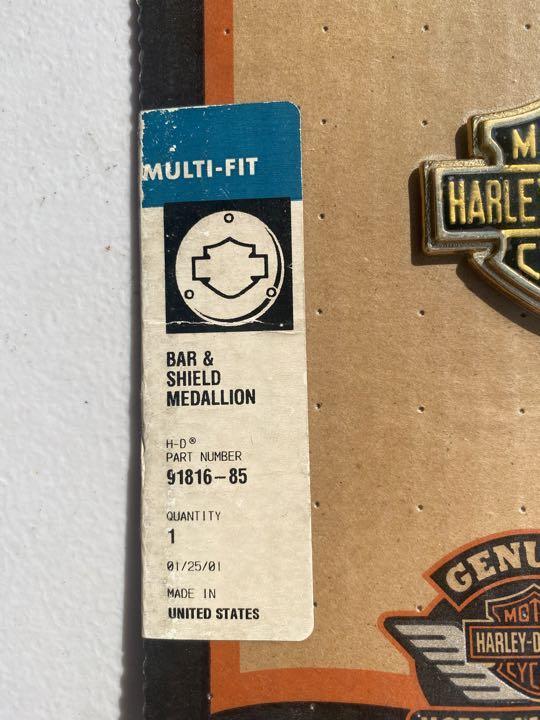 MULTI-FIT
BAR &
SHIELD
MEDALLION
H-D®
PART NUMBER
91816-85
QUANTITY
1
01/25/01
MADE IN
UNITED STATES
HARLE
C
GENU
HARLEY-D
CYC